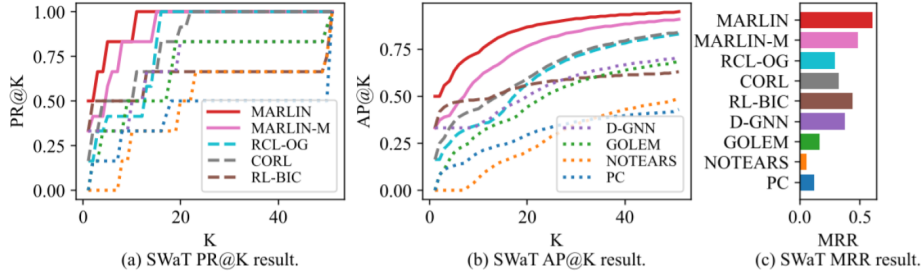 PR@K
1.00
0.75
0.50
0.25
0.00
0
20
40
K
MARLIN
MARLIN-M
RCL-OG
CORL
RL-BIC
(a) SWaT PR@K result.
AP@K
0.75
0.50
0.25
0.00
0
20
40
K
D-GNN
GOLEM
NOTEARS
PC
(b) SWaT AP@K result.
MARLIN
MARLIN-M
RCL-OG
CORL
RL-BIC
D-GNN
GOLEM
NOTEARS
PC
0.0
0.5
MRR
(c) SWaT MRR result.